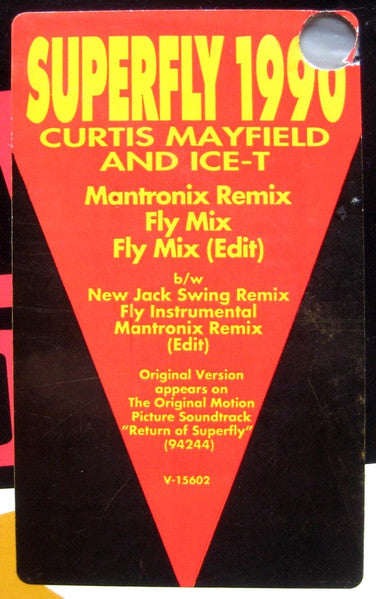 SUPERFLY 1990
CURTIS MAYFIELD
AND ICE-T
Mantronix Remix
Fly Mix
Fly Mix (Edit)
b/w
New Jack Swing Remix
Fly Instrumental
Mantronix Remix
(Edit)
Original Version
appears on
The Original Motion
Picture Soundtrack
"Return of Superfly"
(94244)
V-15602